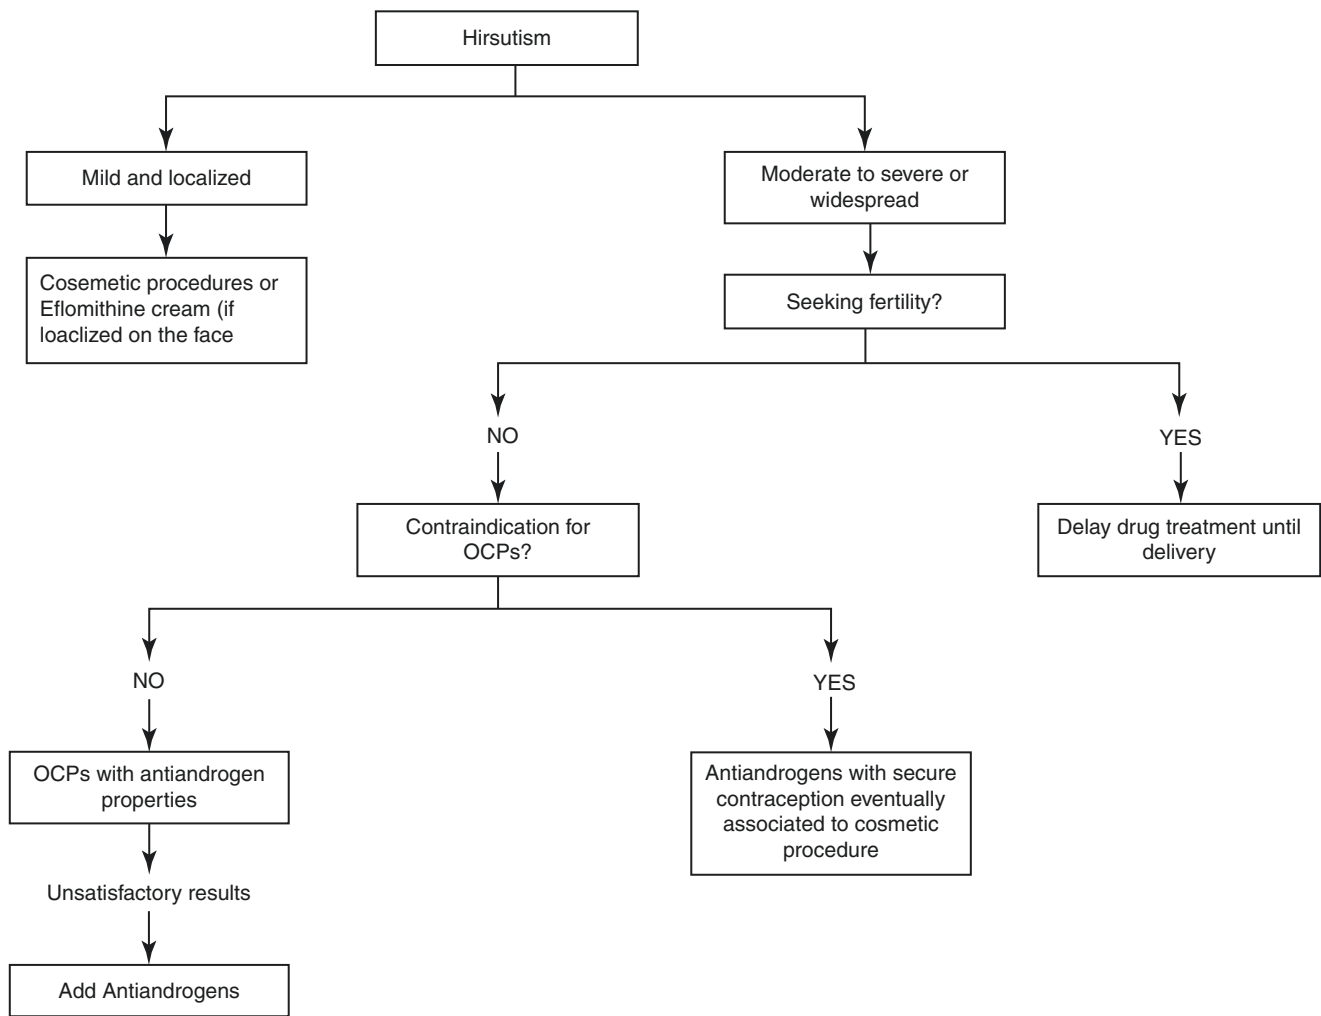 Hirsutism
Mild and localized
Moderate to severe or
widespread
Cosemetic procedures or
Eflomithine cream (if
loaclized on the face
Seeking fertility?
NO
YES
Contraindication for
OCPs?
Delay drug treatment until
delivery
NO
YES
OCPs with antiandrogen
properties
Antiandrogens with secure
contraception eventually
associated to cosmetic
procedure
Unsatisfactory results
Add Antiandrogens